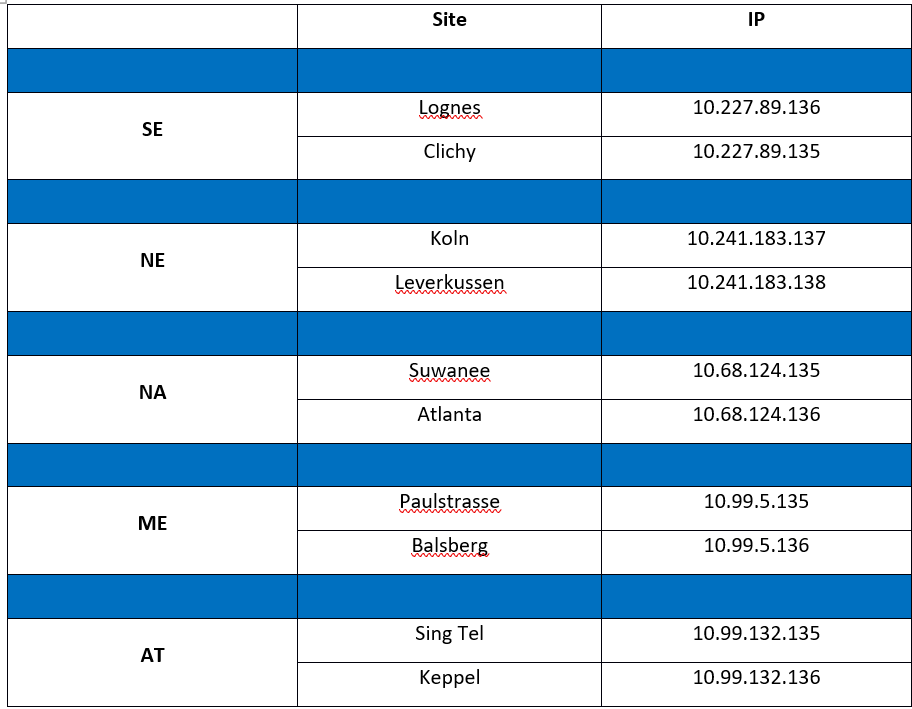 Site IP
Lognes 10.227.89.136
SE
Clichy 10.227.89.135
Koln 10.241.183.137
NE
Leverkussen 10.241.183.138
Suwanee 10.68.124.135
NA
Atlanta 10.68.124.136
Paulstrasse 10.99.5.135
ME
Balsberg 10.99.5.136
Sing Tel 10.99.132.135
AT
Keppel 10.99.132.136